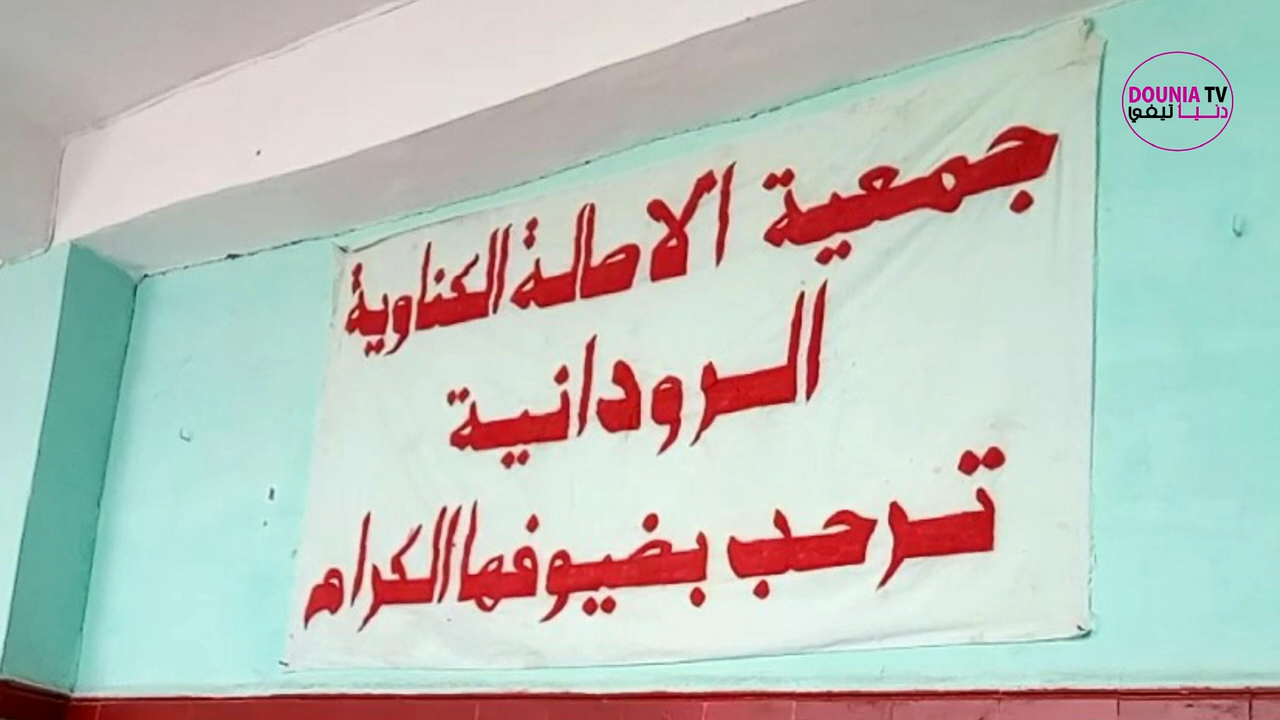 جمعية الاصالة الكناوية
الرودانية
ترحب بضيوفها الكرام
DOUNIA TV
دنيا تيفي